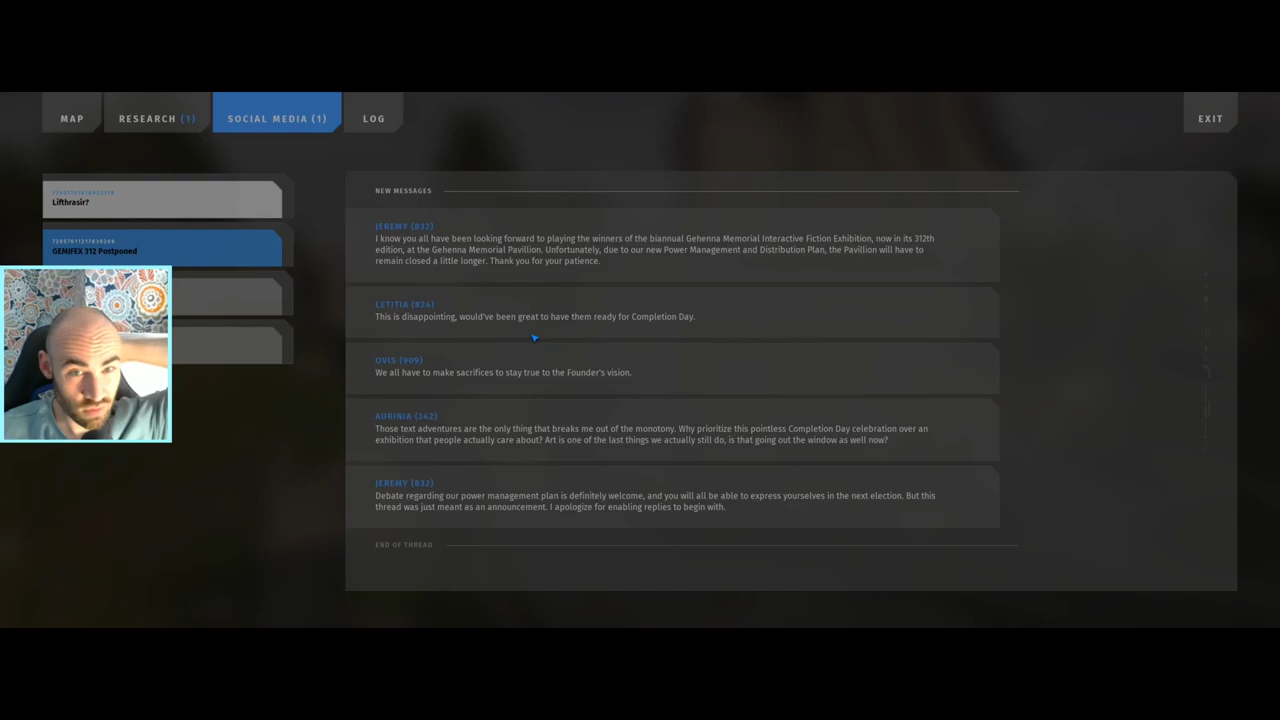 MAP
RESEARCH (1)
SOCIAL MEDIA (1)
LOG
EXIT
Lifthrasir?
GEMIFEX 312 Postponed
NEW MESSAGES
JEREMY (832)
I know you all have been looking forward to playing the winners of the biannual Gehenna Memorial Interactive Fiction Exhibition, now in its 312th
edition, at the Gehenna Memorial Pavillion. Unfortunately, due to our new Power Management and Distribution Plan, the Pavillion will have to
remain closed a little longer. Thank you for your patience.
LETITIA (824)
This is disappointing, would've been great to have them ready for Completion Day.
OVIS (909)
We all have to make sacrifices to stay true to the Founder's vision.
AURINIA (342)
Those text adventures are the only thing that breaks me out of the monotony. Why prioritize this pointless Completion Day celebration over an
exhibition that people actually care about? Art is one of the last things we actually still do, is that going out the window as well now?
JEREMY (832)
Debate regarding our power management plan is definitely welcome, and you will all be able to express yourselves in the next election. But this
thread was just meant as an announcement. I apologize for enabling replies to begin with.
END OF THREAD